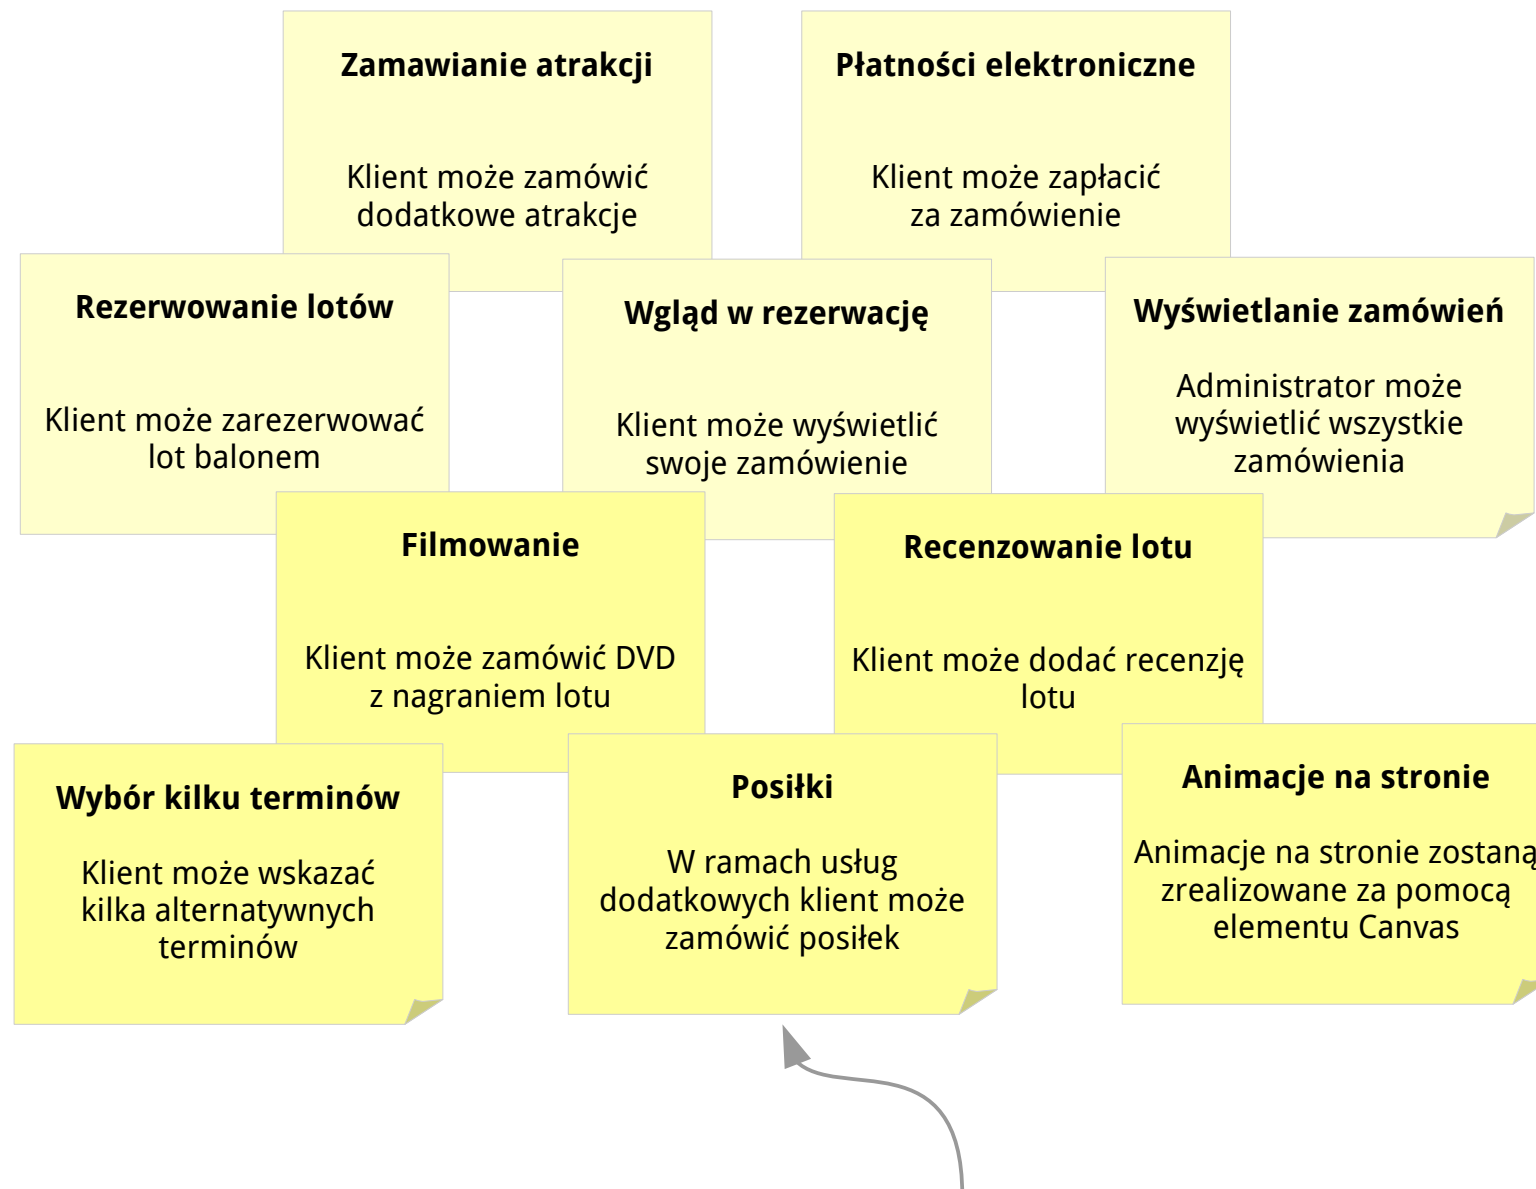 Zamawianie atrakcji
Klient może zamówić
dodatkowe atrakcje
Płatności elektroniczne
Klient może zapłacić
za zamówienie
Rezerwowanie lotów
Klient może zarezerwować
lot balonem
Wgląd w rezerwację
Klient może wyświetlić
swoje zamówienie
Wyświetlanie zamówień
Administrator może
wyświetlić wszystkie
zamówienia
Filmowanie
Klient może zamówić DVD
z nagraniem lotu
Recenzowanie lotu
Klient może dodać recenzję
lotu
Wybór kilku terminów
Klient może wskazać
kilka alternatywnych
terminów
Posiłki
W ramach usług
dodatkowych klient może
zamówić posiłek
Animacje na stronie
Animacje na stronie zostaną
zrealizowane za pomocą
elementu Canvas